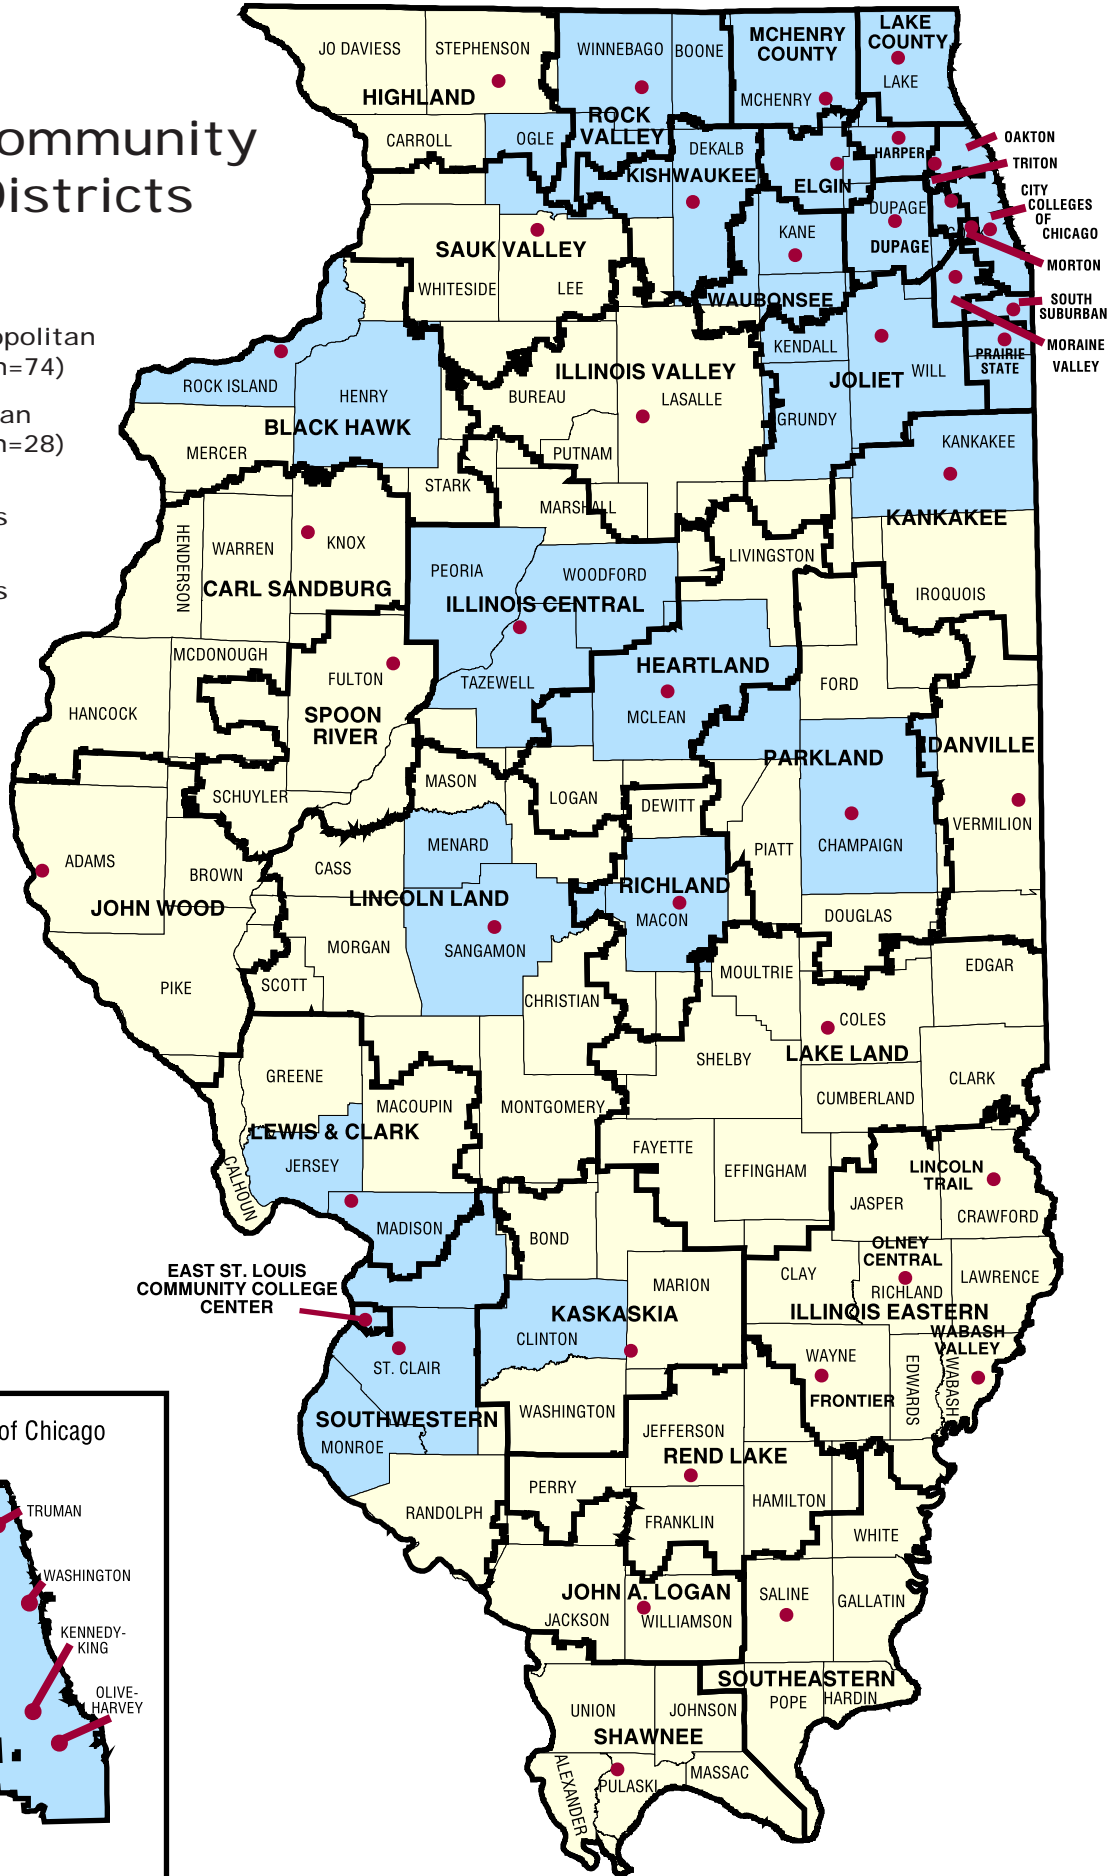 ommunity
Districts
opolitan
n=74)
an
n=28)
s
s
JO DAVIESS
STEPHENSON
HIGHLAND
CARROLL
WINNEBAGO
BOONE
ROCK
VALLEY
OGLE
MCHENRY
COUNTY
MCHENRY
LAKE
COUNTY
LAKE
DEKALB
KISHWAUKEE
ELGIN
HARPER
OAKTON
TRITON
CITY
COLLEGES
OF
CHICAGO
MORTON
SOUTH
SUBURBAN
MORAINE
VALLEY
PRAIRIE
STATE
DUPAGE
DUPAGE
KANE
WAUBONSEE
SAUK VALLEY
WHITESIDE
LEE
ROCK ISLAND
HENRY
BLACK HAWK
MERCER
ILLINOIS VALLEY
BUREAU
LASALLE
PUTNAM
KENDALL
JOLIET
WILL
GRUNDY
KANKAKEE
KANKAKEE
STARK
MARSHALL
HENDERSON
WARREN
KNOX
CARL SANDBURG
PEORIA
WOODFORD
ILLINOIS CENTRAL
TAZEWELL
LIVINGSTON
IROQUOIS
MCDONOUGH
HANCOCK
FULTON
SPOON
RIVER
HEARTLAND
MCLEAN
FORD
PARKLAND
DANVILLE
SCHUYLER
MASON
LOGAN
DEWITT
PIATT
CHAMPAIGN
VERMILION
ADAMS
BROWN
JOHN WOOD
CASS
MENARD
LINCOLN LAND
SANGAMON
RICHLAND
MACON
DOUGLAS
PIKE
SCOTT
MORGAN
CHRISTIAN
MOULTRIE
EDGAR
COLES
LAKE LAND
SHELBY
CUMBERLAND
CLARK
GREENE
MACOUPIN
MONTGOMERY
LEWIS & CLARK
JERSEY
CALHOUN
FAYETTE
EFFINGHAM
LINCOLN
TRAIL
JASPER
CRAWFORD
MADISON
BOND
EAST ST. LOUIS
COMMUNITY COLLEGE
CENTER
CLAY
OLNEY
CENTRAL
RICHLAND
LAWRENCE
ILLINOIS EASTERN
WABASH
VALLEY
MARION
KASKASKIA
CLINTON
ST. CLAIR
WAYNE
EDWARDS
WABASH
FRONTIER
WASHINGTON
SOUTHWESTERN
MONROE
JEFFERSON
REND LAKE
RANDOLPH
PERRY
FRANKLIN
HAMILTON
WHITE
JOHN A. LOGAN
JACKSON
WILLIAMSON
SALINE
GALLATIN
SOUTHEASTERN
POPE
HARDIN
UNION
JOHNSON
SHAWNEE
ALEXANDER
PULASKI
MASSAC
of Chicago
TRUMAN
WASHINGTON
KENNEDY-
KING
OLIVE-
HARVEY